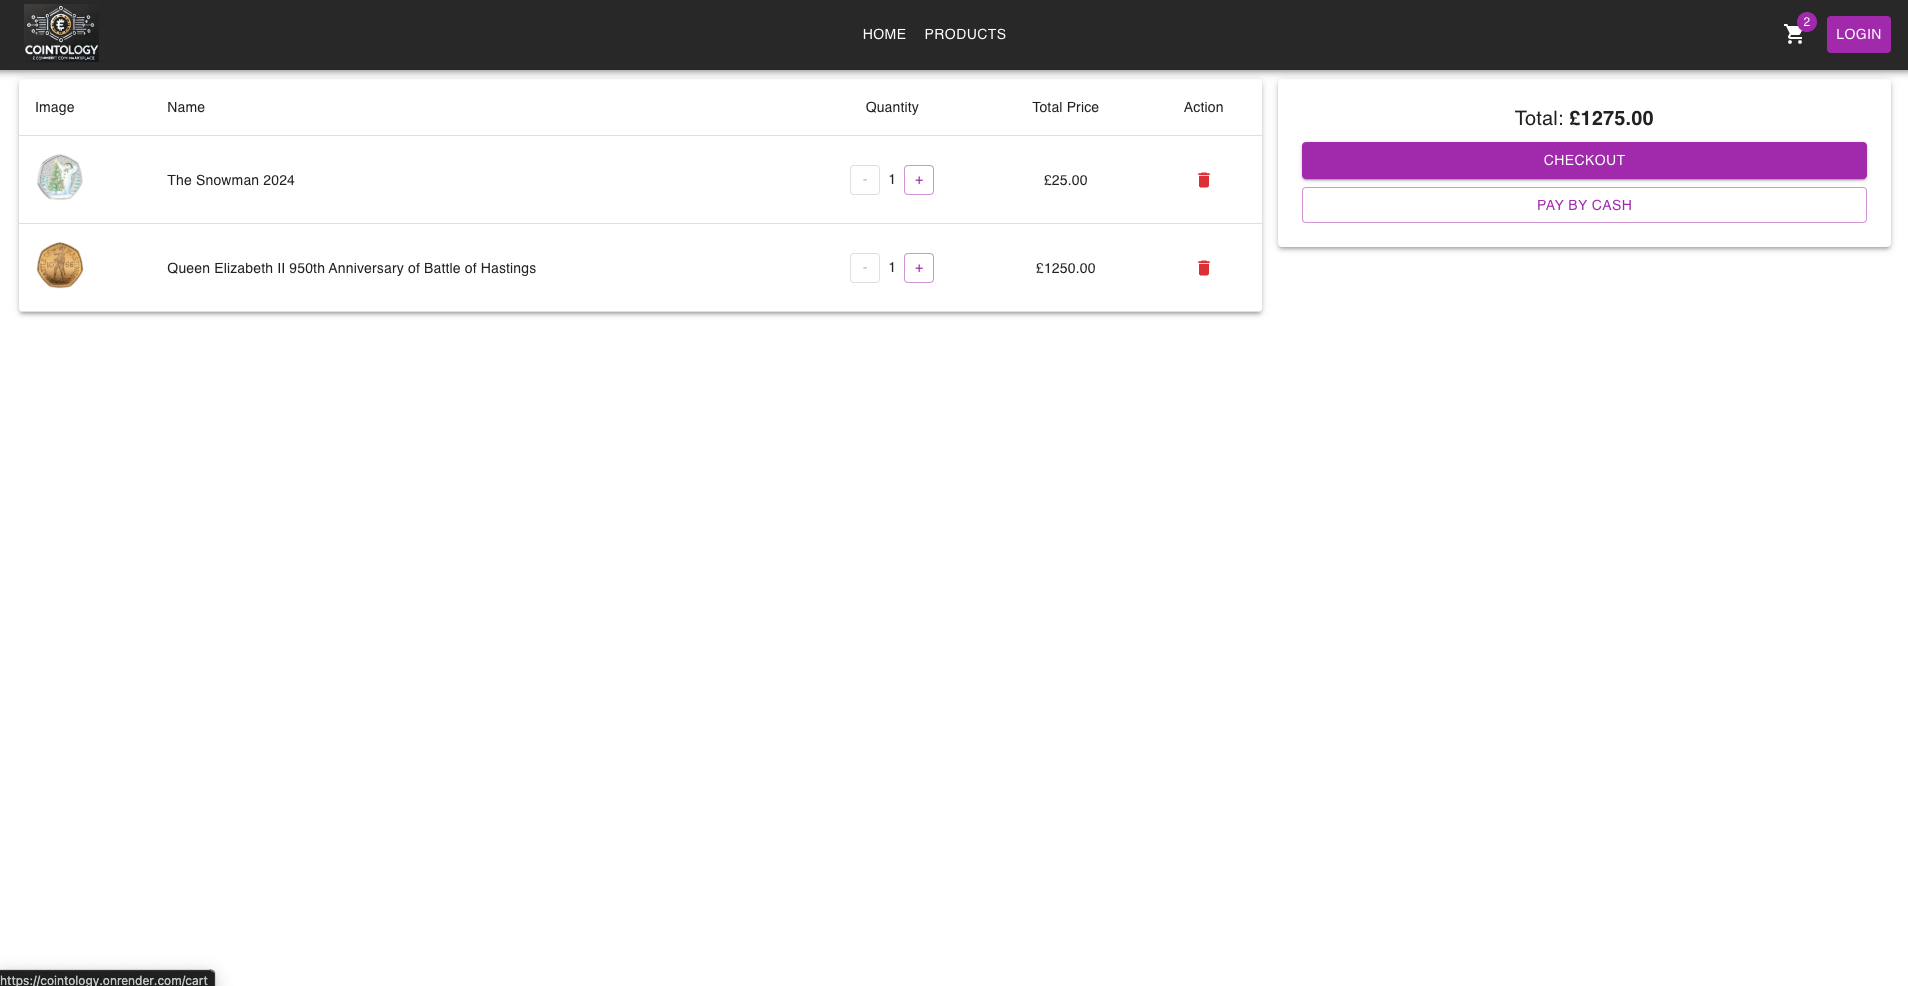 COINTOLOGY
HOME PRODUCTS
2
LOGIN
Image Name Quantity Total Price Action
The Snowman 2024 - 1 + £25.00
Queen Elizabeth II 950th Anniversary of Battle of Hastings - 1 + £1250.00
Total: £1275.00
CHECKOUT
PAY BY CASH
https://cointology.onrender.com/cart